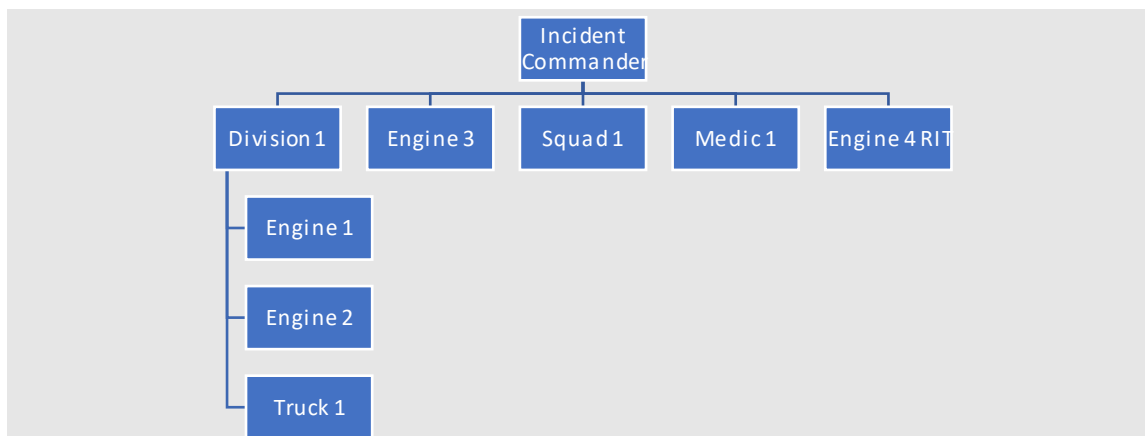 Incident
Commander
Division 1
Engine 3
Squad 1
Medic 1
Engine 4 RIT
Engine 1
Engine 2
Truck 1